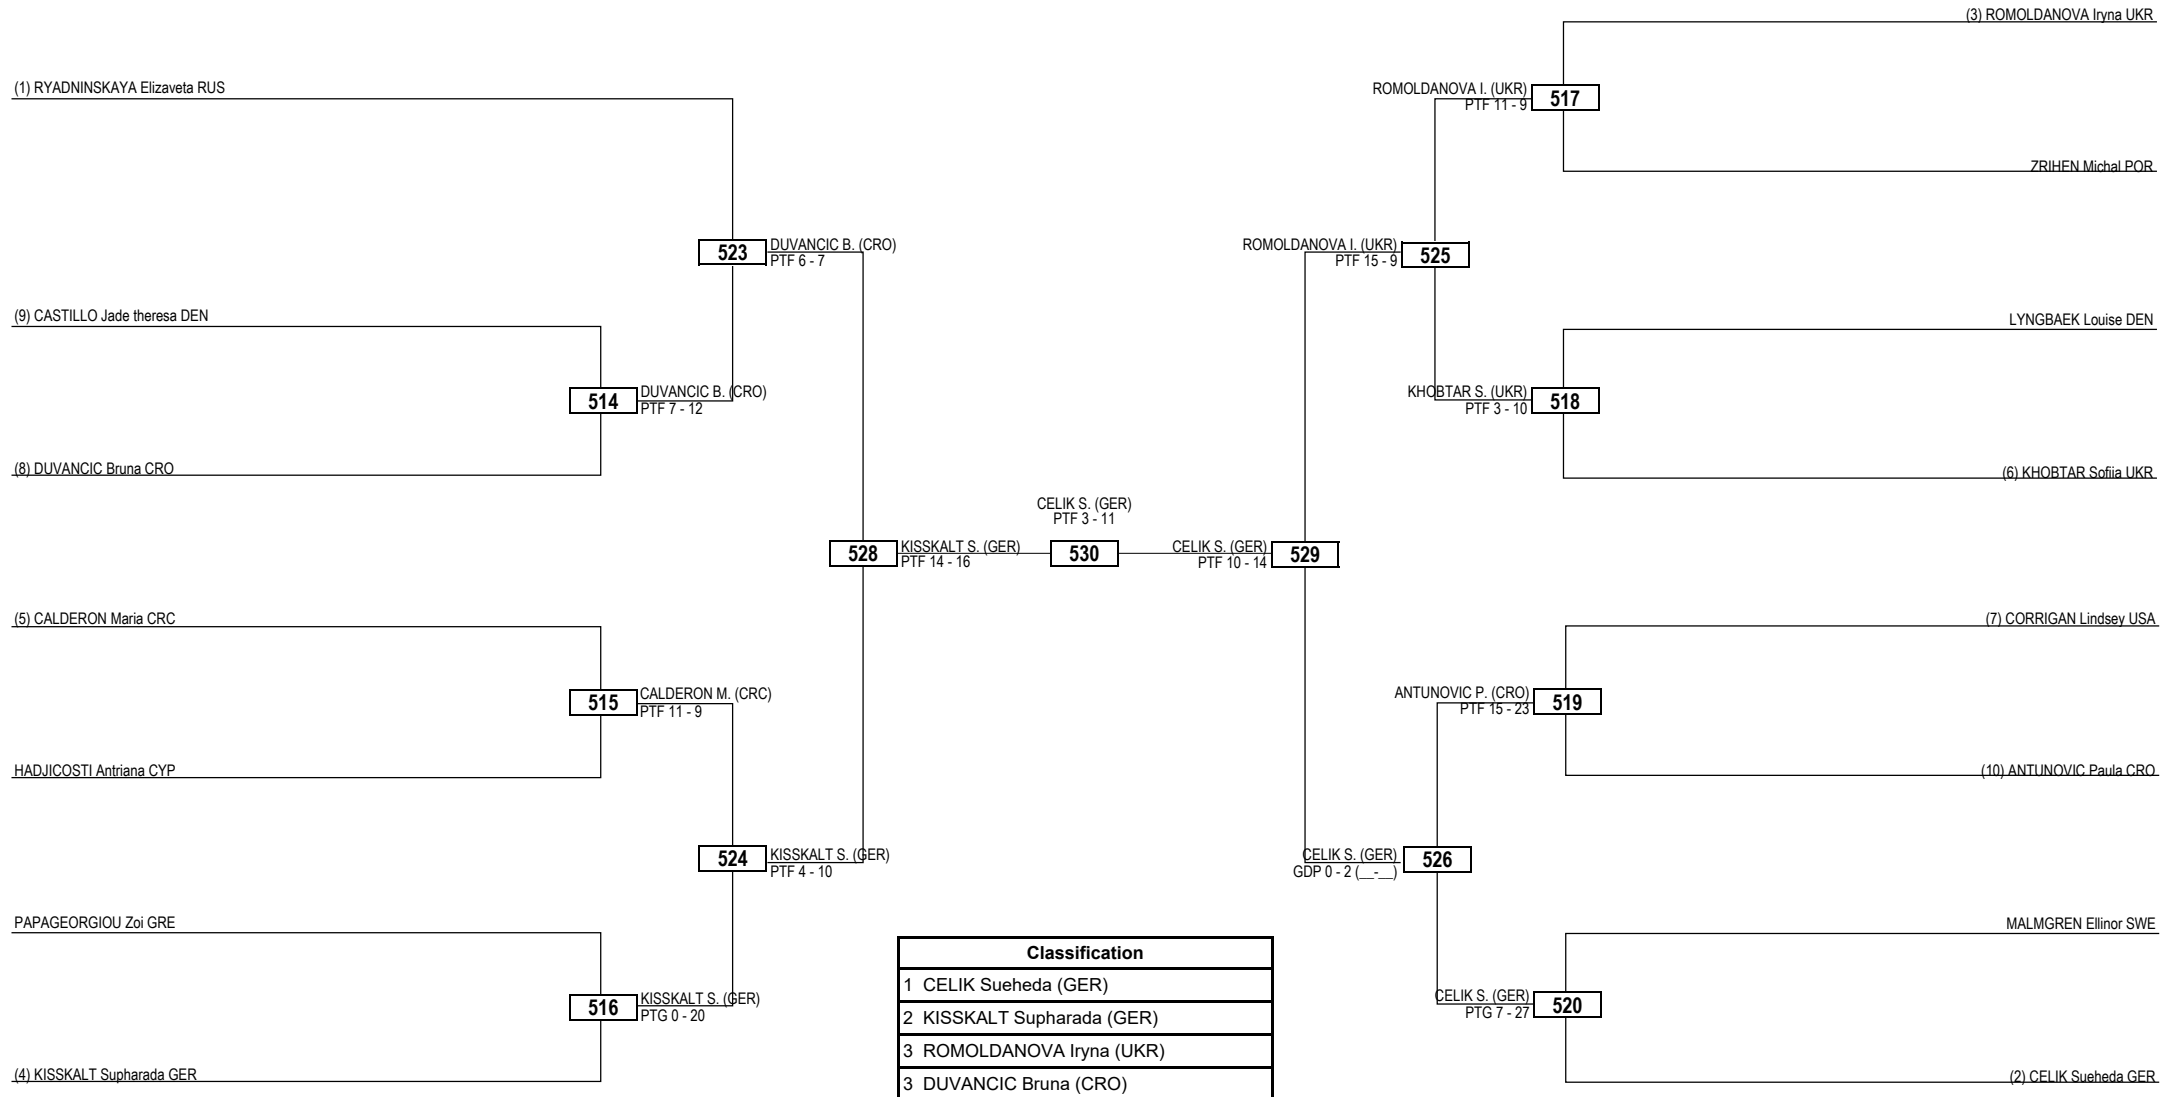 (3) ROMOLDANOVA Iryna UKR
(1) RYADNINSKAYA Elizaveta RUS
ROMOLDANOVA I. (UKR)
PTF 11 - 9
517
ZRIHEN Michal POR
523
DUVANCIC B. (CRO)
PTF 6 - 7
ROMOLDANOVA I. (UKR)
PTF 15 - 9
525
(9) CASTILLO Jade theresa DEN
LYNGBAEK Louise DEN
514
DUVANCIC B. (CRO)
PTF 7 - 12
KHOBTAR S. (UKR)
PTF 3 - 10
518
(8) DUVANCIC Bruna CRO
(6) KHOBTAR Sofiia UKR
CELIK S. (GER)
PTF 3 - 11
528
KISSKALT S. (GER)
PTF 14 - 16
530
CELIK S. (GER)
PTF 10 - 14
529
(5) CALDERON Maria CRC
(7) CORRIGAN Lindsey USA
515
CALDERON M. (CRC)
PTF 11 - 9
ANTUNOVIC P. (CRO)
PTF 15 - 23
519
HADJICOSTI Antriana CYP
(10) ANTUNOVIC Paula CRO
524
KISSKALT S. (GER)
PTF 4 - 10
CELIK S. (GER)
GDP 0 - 2 (__-__)
526
PAPAGEORGIOU Zoi GRE
MALMGREN Ellinor SWE
516
KISSKALT S. (GER)
PTG 0 - 20
CELIK S. (GER)
PTG 7 - 27
520
(4) KISSKALT Supharada GER
(2) CELIK Sueheda GER
Classification
1 CELIK Sueheda (GER)
2 KISSKALT Supharada (GER)
3 ROMOLDANOVA Iryna (UKR)
3 DUVANCIC Bruna (CRO)